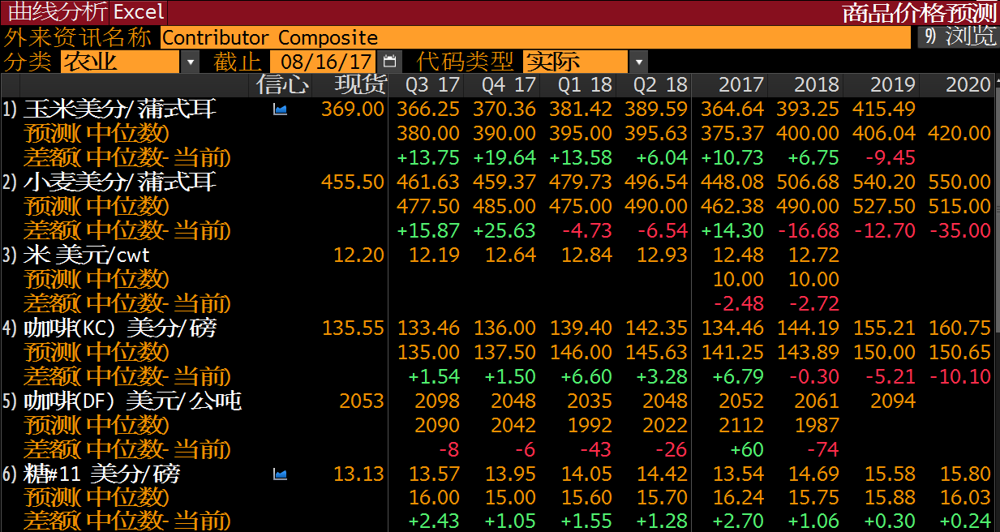 曲线分析 Excel 商品价格预测
外来资讯名称 Contributor Composite 9) 浏览
分类 农业 截止 08/16/17 代码类型 实际
信心 现货 Q3 17 Q4 17 Q1 18 Q2 18 2017 2018 2019 2020
1) 玉米美分/蒲式耳 369.00 366.25 370.36 381.42 389.59 364.64 393.25 415.49
预测(中位数) 380.00 390.00 395.00 395.63 375.37 400.00 406.04 420.00
差额(中位数-当前) +13.75 +19.64 +13.58 +6.04 +10.73 +6.75 -9.45
2) 小麦美分/蒲式耳 455.50 461.63 459.37 479.73 496.54 448.08 506.68 540.20 550.00
预测(中位数) 477.50 485.00 475.00 490.00 462.38 490.00 527.50 515.00
差额(中位数-当前) +15.87 +25.63 -4.73 -6.54 +14.30 -16.68 -12.70 -35.00
3) 米 美元/cwt 12.20 12.19 12.64 12.84 12.93 12.48 12.72
预测(中位数) 10.00 10.00
差额(中位数-当前) -2.48 -2.72
4) 咖啡(KC) 美分/磅 135.55 133.46 136.00 139.40 142.35 134.46 144.19 155.21 160.75
预测(中位数) 135.00 137.50 146.00 145.63 141.25 143.89 150.00 150.65
差额(中位数-当前) +1.54 +1.50 +6.60 +3.28 +6.79 -0.30 -5.21 -10.10
5) 咖啡(DF) 美元/公吨 2053 2098 2048 2035 2048 2052 2061 2094
预测(中位数) 2090 2042 1992 2022 2112 1987
差额(中位数-当前) -8 -6 -43 -26 +60 -74
6) 糖#11 美分/磅 13.13 13.57 13.95 14.05 14.42 13.54 14.69 15.58 15.80
预测(中位数) 16.00 15.00 15.60 15.70 16.24 15.75 15.88 16.03
差额(中位数-当前) +2.43 +1.05 +1.55 +1.28 +2.70 +1.06 +0.30 +0.24